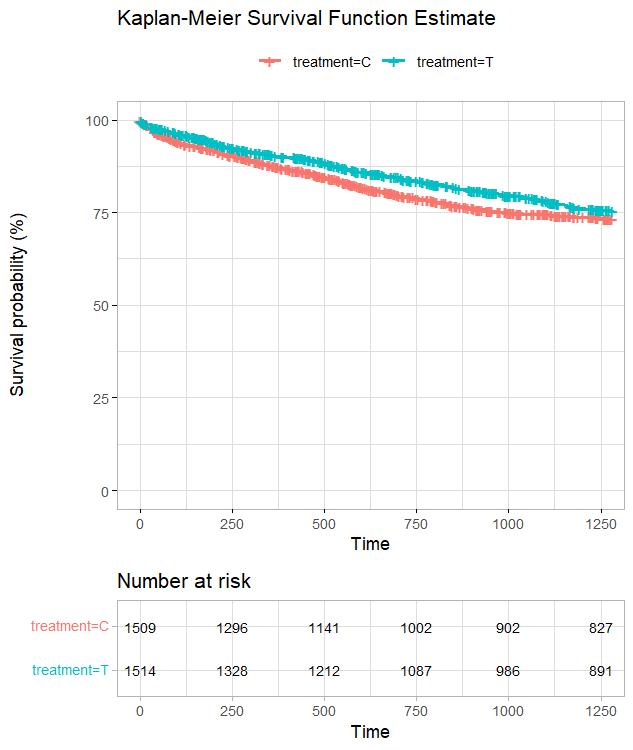 Kaplan-Meier Survival Function Estimate
treatment=C treatment=T
Survival probability (%)
100
75
50
25
0
0 250 500 750 1000 1250
Time
Number at risk
treatment=C 1509 1296 1141 1002 902 827
treatment=T 1514 1328 1212 1087 986 891
0 250 500 750 1000 1250
Time